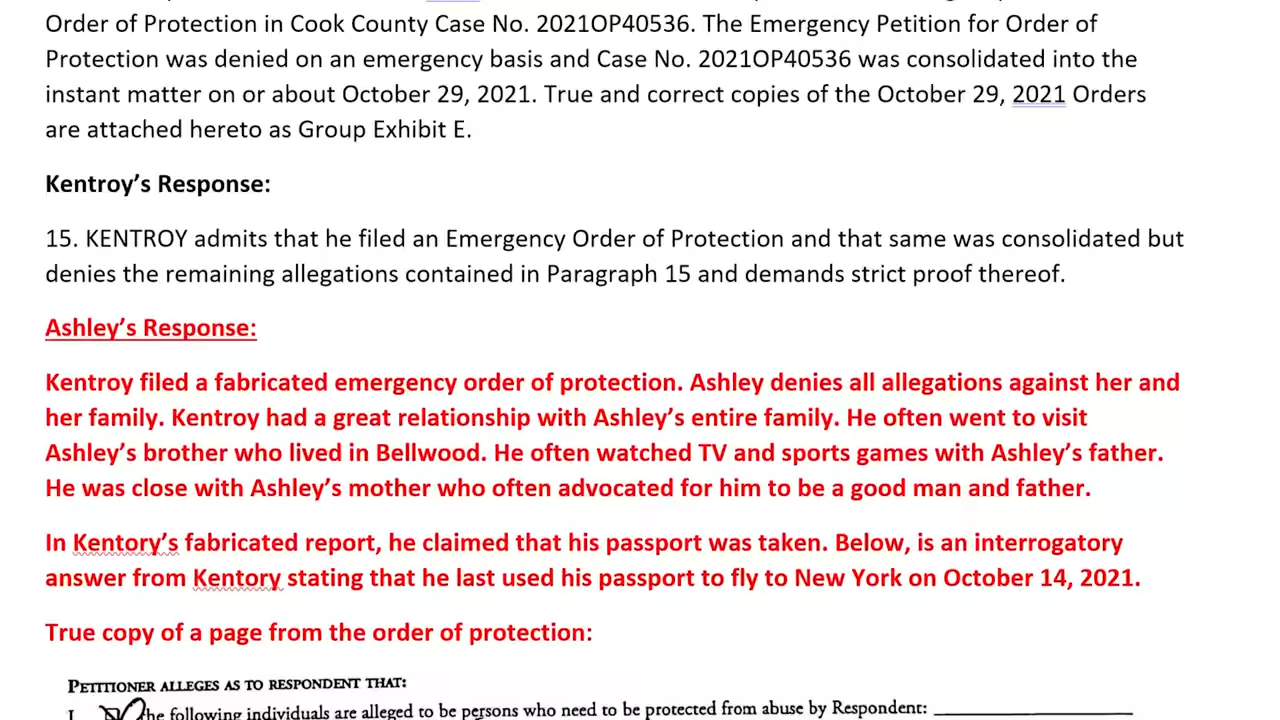 Order of Protection in Cook County Case No. 2021OP40536. The Emergency Petition for Order of
Protection was denied on an emergency basis and Case No. 2021OP40536 was consolidated into the
instant matter on or about October 29, 2021. True and correct copies of the October 29, 2021 Orders
are attached hereto as Group Exhibit E.
Kentroy’s Response:
15. KENTROY admits that he filed an Emergency Order of Protection and that same was consolidated but
denies the remaining allegations contained in Paragraph 15 and demands strict proof thereof.
Ashley’s Response:
Kentroy filed a fabricated emergency order of protection. Ashley denies all allegations against her and
her family. Kentroy had a great relationship with Ashley’s entire family. He often went to visit
Ashley’s brother who lived in Bellwood. He often watched TV and sports games with Ashley’s father.
He was close with Ashley’s mother who often advocated for him to be a good man and father.
In Kentory’s fabricated report, he claimed that his passport was taken. Below, is an interrogatory
answer from Kentory stating that he last used his passport to fly to New York on October 14, 2021.
True copy of a page from the order of protection:
PETITIONER ALLEGES AS TO RESPONDENT THAT:
he following individuals are alleged to be persons who need to be protected from abuse by Respondent: